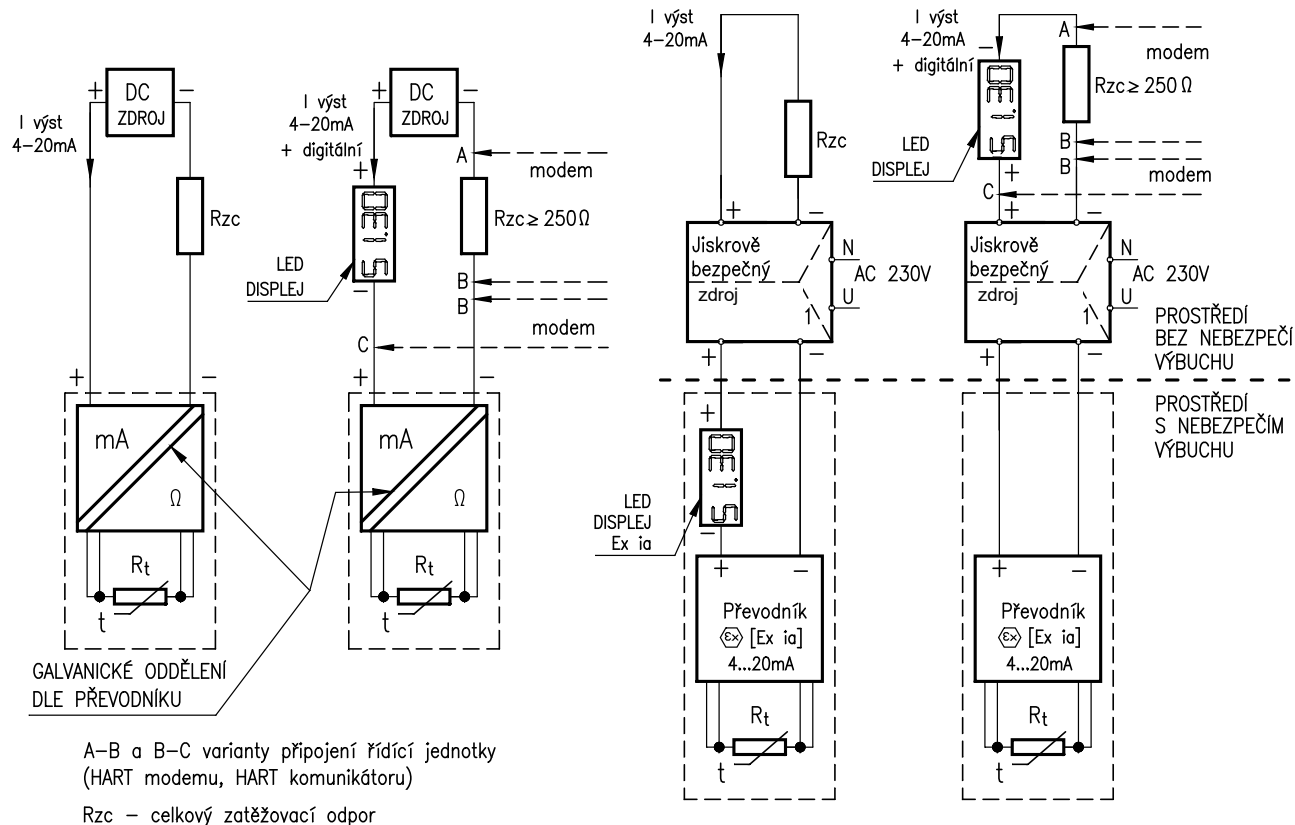 I výst
4–20mA
+ –
DC
ZDROJ
Rzc
+ –
mA
Ω
Rt
t
I výst
4–20mA
+ digitální
+ –
DC
ZDROJ
A
modem
+
Rzc ≥ 250 Ω
LED
DISPLEJ
–
B
B
modem
C
+ –
mA
Ω
Rt
t
GALVANICKÉ ODDĚLENÍ
DLE PŘEVODNÍKU
A–B a B–C varianty připojení řídící jednotky
(HART modemu, HART komunikátoru)
Rzc – celkový zatěžovací odpor
I výst
4–20mA
Rzc
+ –
Jiskrově
bezpečný
zdroj
1
N
AC 230V
U
+ –
+
LED
DISPLEJ
Ex ia
–
+ –
Převodník
εx [Ex ia]
4...20mA
Rt
t
I výst
4–20mA
+ digitální
–
A
modem
Rzc ≥ 250 Ω
LED
DISPLEJ
B
B
modem
+
C
+ –
Jiskrově
bezpečný
zdroj
1
N
AC 230V
U
+ –
PROSTŘEDÍ
BEZ NEBEZPEČÍ
VÝBUCHU
PROSTŘEDÍ
S NEBEZPEČÍM
VÝBUCHU
+ –
Převodník
εx [Ex ia]
4...20mA
Rt
t